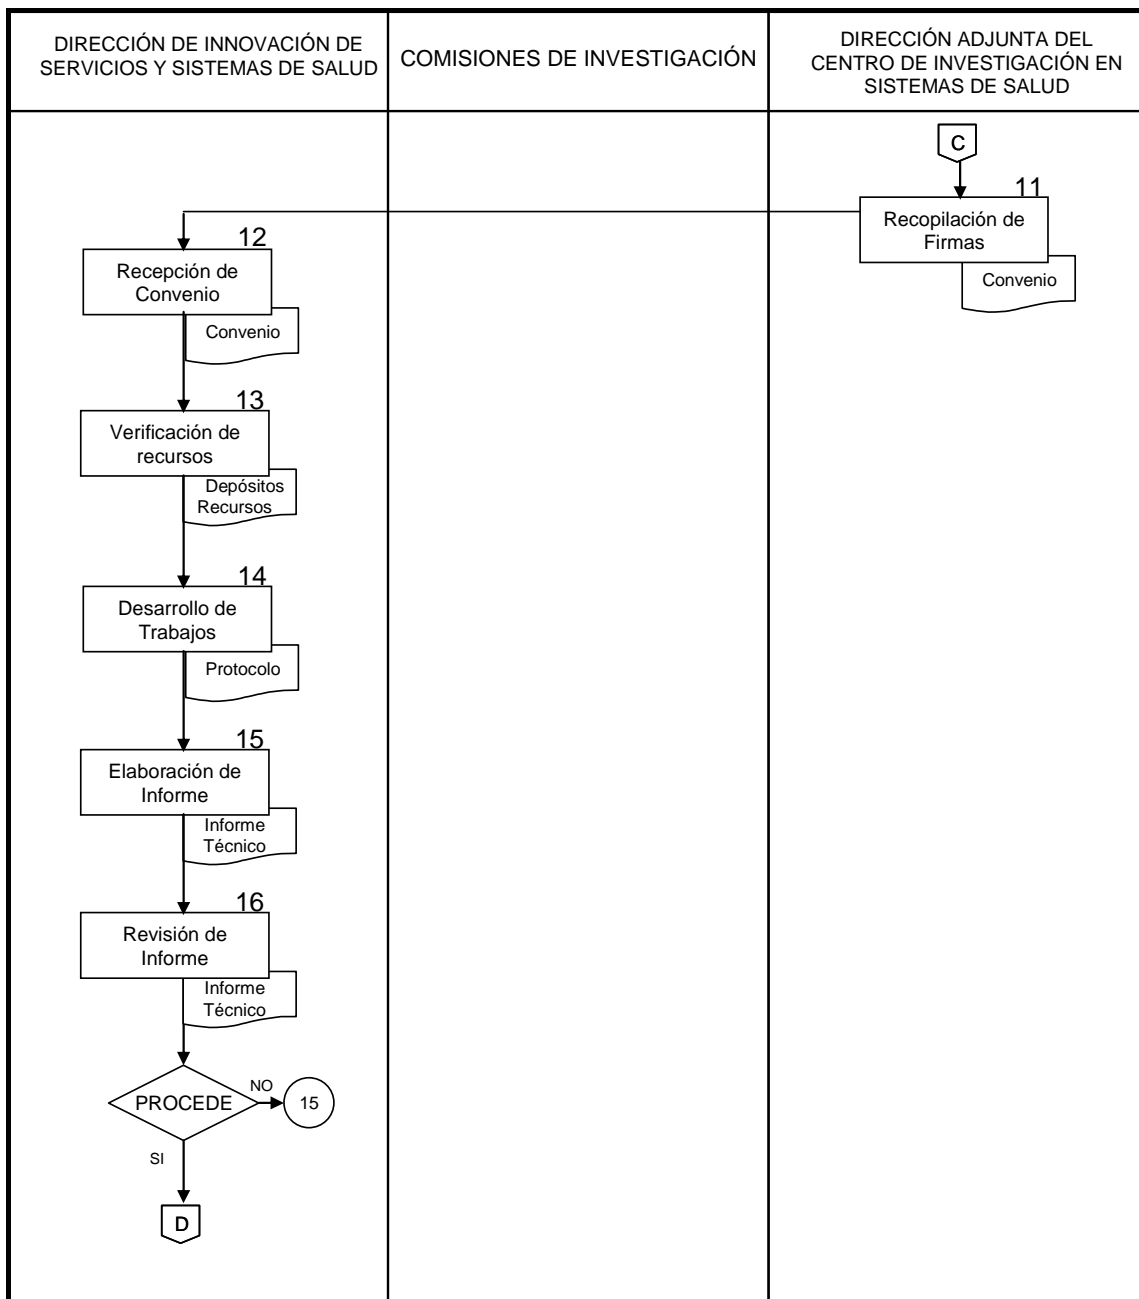 DIRECCIÓN DE INNOVACIÓN DE
SERVICIOS Y SISTEMAS DE SALUD
COMISIONES DE INVESTIGACIÓN
DIRECCIÓN ADJUNTA DEL
CENTRO DE INVESTIGACIÓN EN
SISTEMAS DE SALUD
C
11
Recopilación de
Firmas
Convenio
12
Recepción de
Convenio
Convenio
13
Verificación de
recursos
Depósitos
Recursos
14
Desarrollo de
Trabajos
Protocolo
15
Elaboración de
Informe
Informe
Técnico
16
Revisión de
Informe
Informe
Técnico
PROCEDE
NO
15
SI
D